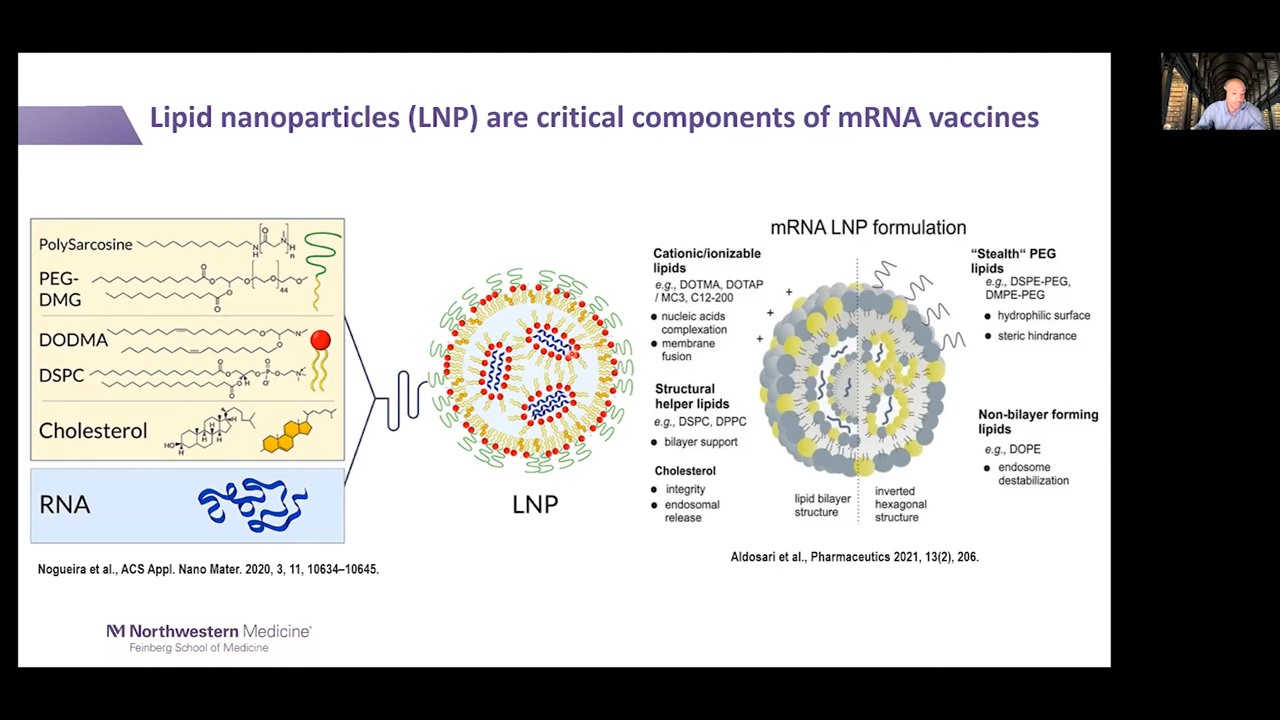 Lipid nanoparticles (LNP) are critical components of mRNA vaccines
PolySarcosine
N
H
O
N
n
PEG-
DMG
O
O
O
O
O
44
DODMA
O
N
O
DSPC
O
O
O
O
H
O
P
O
N
Cholesterol
HO
H
H
H
H
RNA
LNP
Nogueira et al., ACS Appl. Nano Mater. 2020, 3, 11, 10634–10645.
mRNA LNP formulation
Cationic/ionizable
lipids
e.g., DOTMA, DOTAP
/ MC3, C12-200
● nucleic acids
complexation
● membrane
fusion
Structural
helper lipids
e.g., DSPC, DPPC
● bilayer support
Cholesterol
● integrity
● endosomal
release
+
+
+
lipid bilayer
structure
inverted
hexagonal
structure
“Stealth“ PEG
lipids
e.g., DSPE-PEG,
DMPE-PEG
● hydrophilic surface
● steric hindrance
Non-bilayer forming
lipids
e.g., DOPE
● endosome
destabilization
Aldosari et al., Pharmaceutics 2021, 13(2), 206.
M Northwestern Medicine®
Feinberg School of Medicine